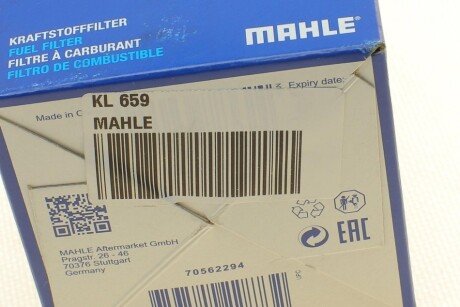 KRAFTSTOFFFILTER
FUEL FILTER
FILTRE À CARBURANT
FILTRO DE COMBUSTIBLE
MAHLE
Expiry date:
Made in C
KL 659
MAHLE
EAC
MAHLE Aftermarket GmbH
Pragstr. 26 - 46
70376 Stuttgart
Germany
70562294